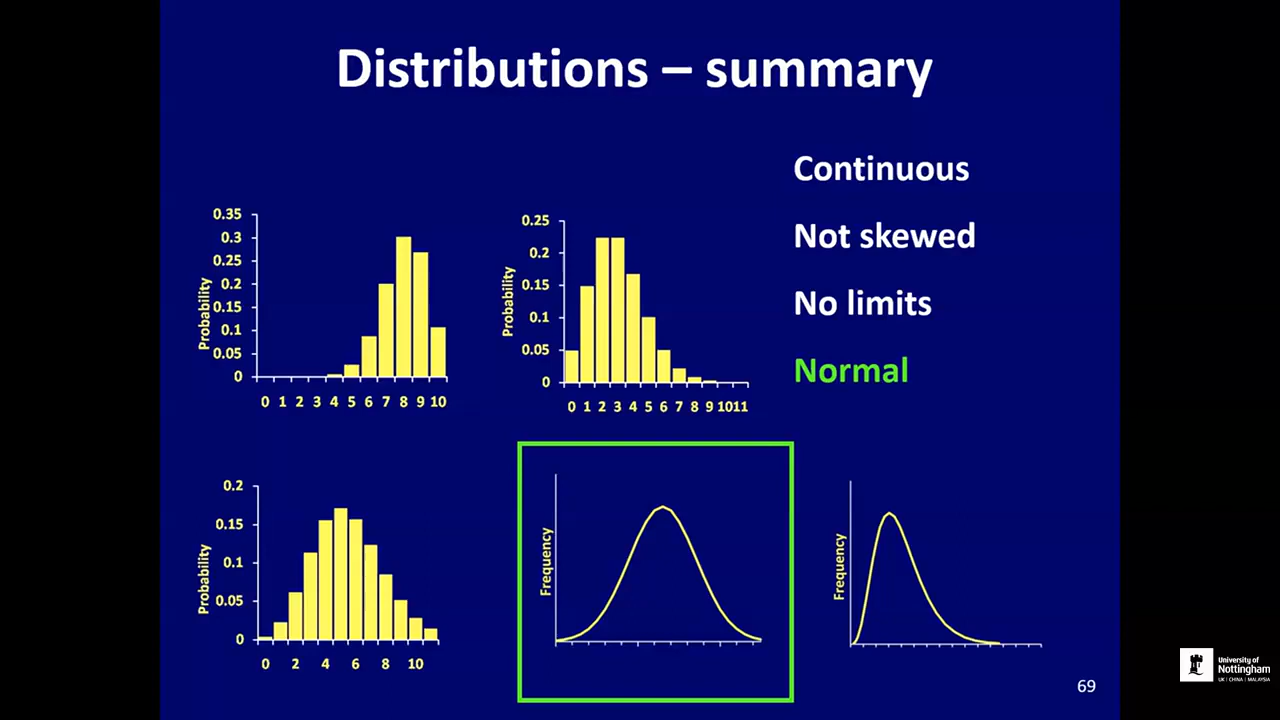 Distributions – summary
Continuous
Not skewed
No limits
Normal
Probability
0.35
0.3
0.25
0.2
0.15
0.1
0.05
0
0 1 2 3 4 5 6 7 8 9 10
Probability
0.25
0.2
0.15
0.1
0.05
0
0 1 2 3 4 5 6 7 8 9 1011
Probability
0.2
0.15
0.1
0.05
0
0 2 4 6 8 10
Frequency
Frequency
69
University of
Nottingham
UK | CHINA | MALAYSIA